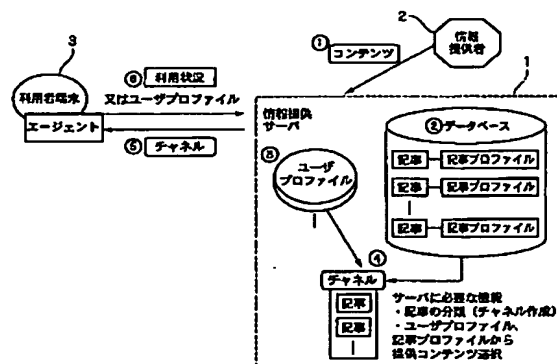 3
2
情報
提供者
① コンテンツ
1
⑥ 利用状況
又はユーザプロファイル
利用者端末
エージェント
⑤ チャネル
情報提供
サーバ
② データベース
記事 記事プロファイル
記事 記事プロファイル
記事 記事プロファイル
③
ユーザ
プロファイル
④
チャネル
記事
記事
サーバに必要な機能
・記事の分類(チャネル作成)
・ユーザプロファイル、
記事プロファイルから
提供コンテンツ選択